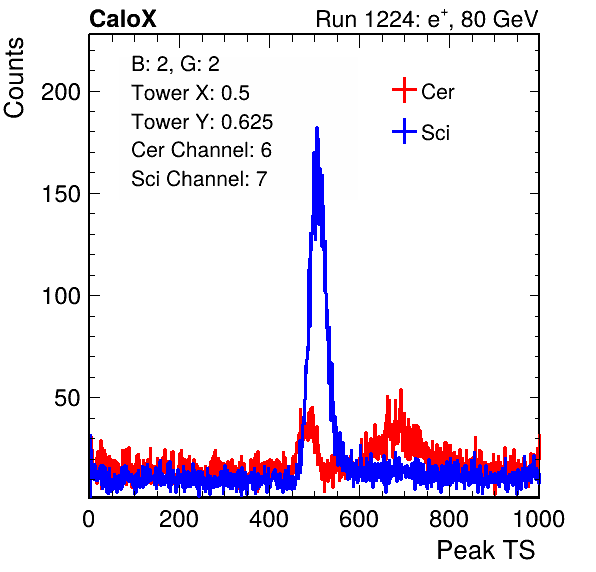 CaloX Run 1224: e+, 80 GeV
Counts
B: 2, G: 2
Tower X: 0.5
Tower Y: 0.625
Cer Channel: 6
Sci Channel: 7
Cer
Sci
200
150
100
50
0 200 400 600 800 1000
Peak TS